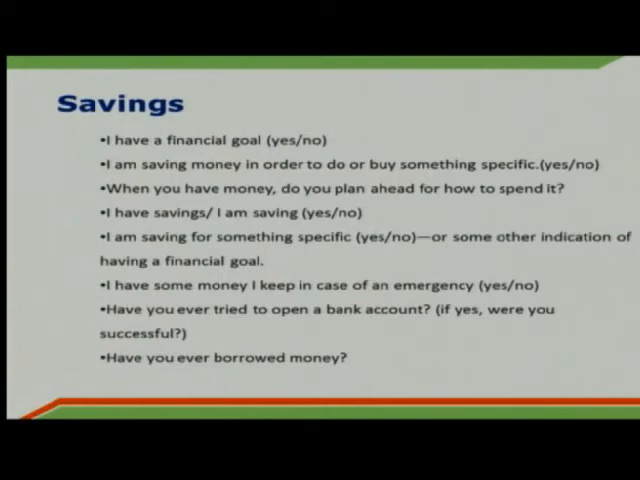 Savings
•I have a financial goal (yes/no)
•I am saving money in order to do or buy something specific.(yes/no)
•When you have money, do you plan ahead for how to spend it?
•I have savings/ I am saving (yes/no)
•I am saving for something specific (yes/no)—or some other indication of
having a financial goal.
•I have some money I keep in case of an emergency (yes/no)
•Have you ever tried to open a bank account? (if yes, were you
successful?)
•Have you ever borrowed money?